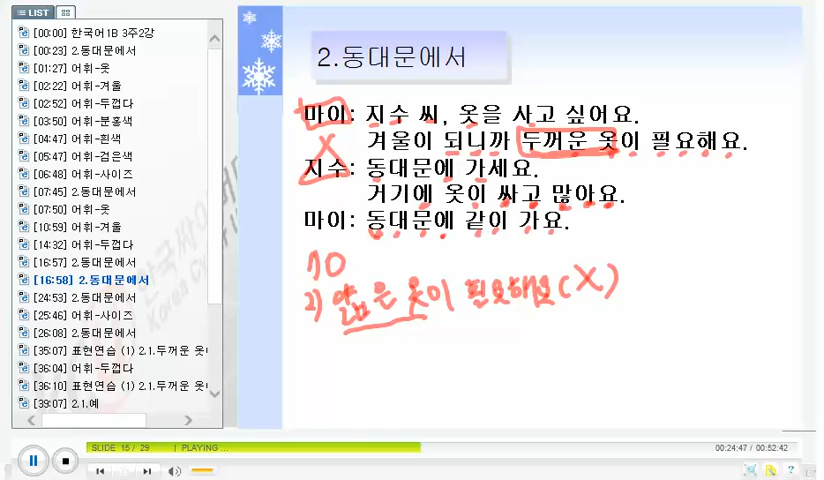 LIST
[00:00] 한국어1B 3주2강
[00:23] 2.동대문에서
[01:27] 어휘-옷
[02:22] 어휘-겨울
[02:52] 어휘-두껍다
[03:50] 어휘-분홍색
[04:47] 어휘-흰색
[05:47] 어휘-검은색
[06:48] 어휘-사이즈
[07:45] 2.동대문에서
[07:50] 어휘-옷
[10:59] 어휘-겨울
[14:32] 어휘-두껍다
[16:57] 2.동대문에서
[16:58] 2.동대문에서
[24:53] 2.동대문에서
[25:46] 어휘-사이즈
[26:08] 2.동대문에서
[35:07] 표현연습 (1) 2.1.두꺼운 옷
[36:04] 어휘-두껍다
[36:10] 표현연습 (1) 2.1.두꺼운 옷
[39:07] 2.1.예
2.동대문에서
마이: 지수 씨, 옷을 사고 싶어요.
겨울이 되니까 두꺼운 옷이 필요해요.
지수: 동대문에 가세요.
거기에 옷이 싸고 많아요.
마이: 동대문에 같이 가요.
1) O
2) 얇은 옷이 필요해요 (X)
SLIDE 15 / 29 | PLAYING ...
00:24:47 / 00:52:42